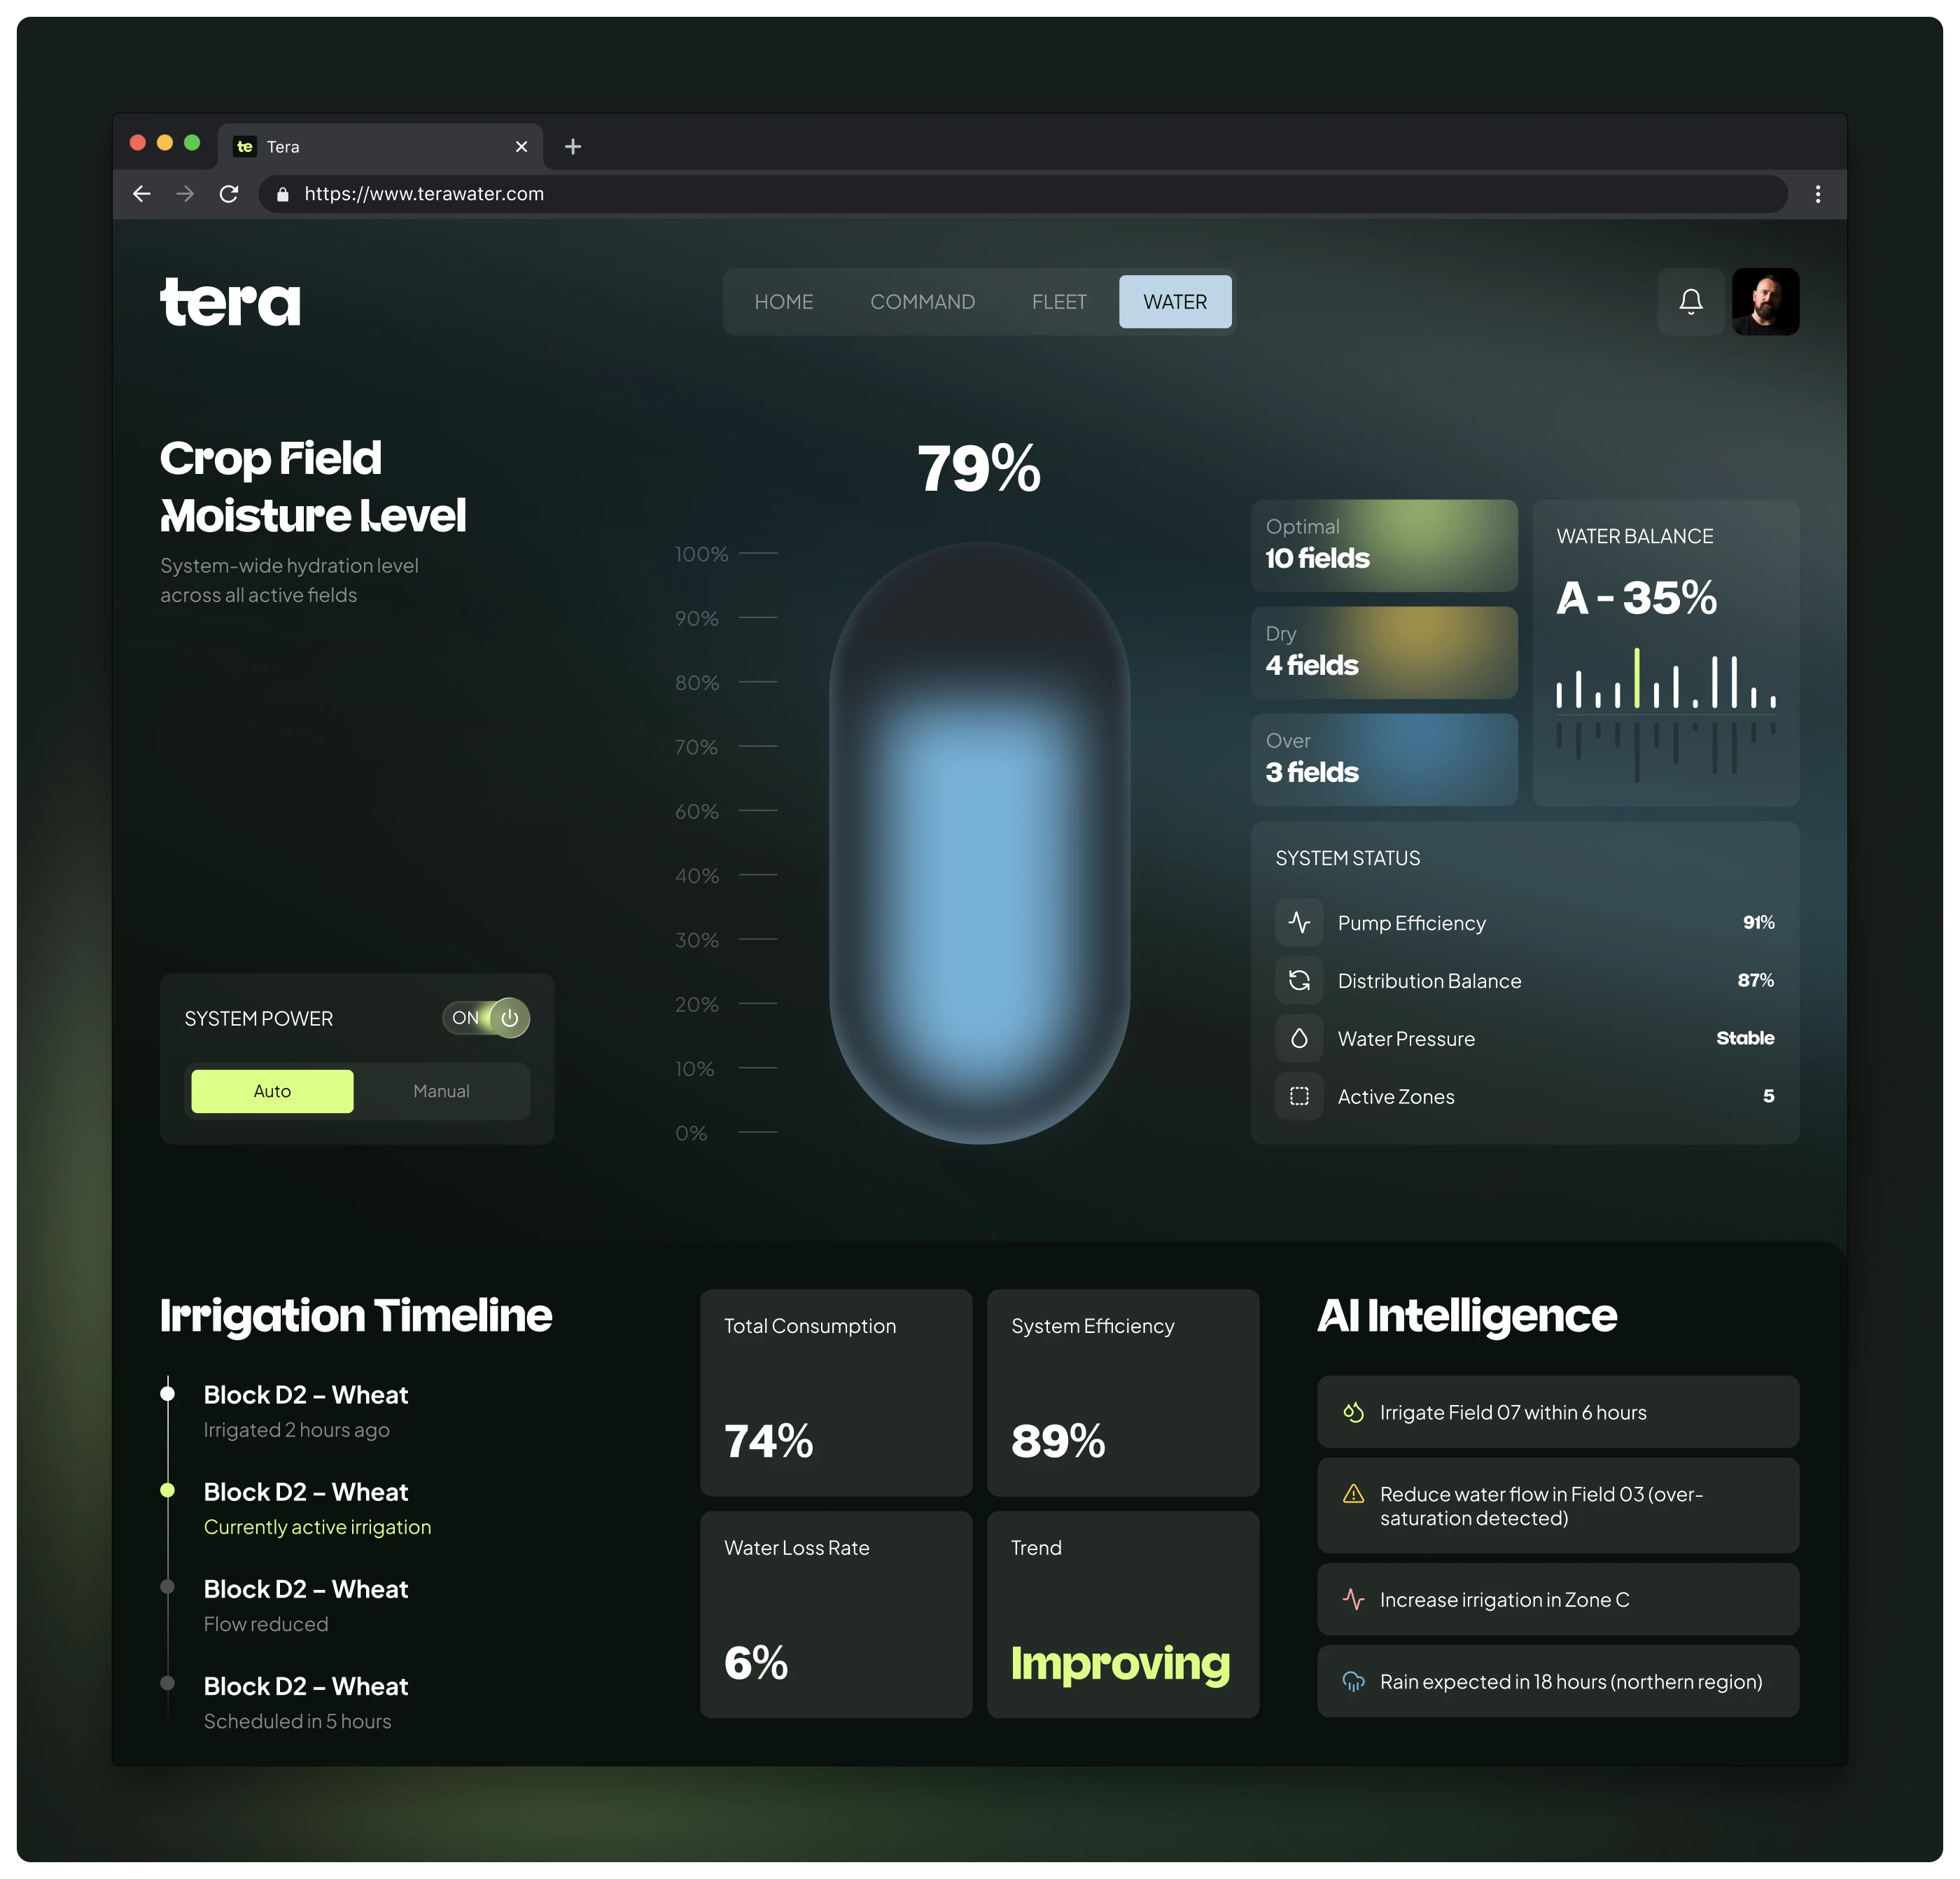 te Tera
https://www.terawater.com
tera
HOME COMMAND FLEET WATER
Crop Field
Moisture Level
System-wide hydration level
across all active fields
SYSTEM POWER
ON
Auto Manual
79%
100%
90%
80%
70%
60%
40%
30%
20%
10%
0%
Optimal
10 fields
Dry
4 fields
Over
3 fields
WATER BALANCE
A - 35%
SYSTEM STATUS
Pump Efficiency 91%
Distribution Balance 87%
Water Pressure Stable
Active Zones 5
Irrigation Timeline
Block D2 – Wheat
Irrigated 2 hours ago
Block D2 – Wheat
Currently active irrigation
Block D2 – Wheat
Flow reduced
Block D2 – Wheat
Scheduled in 5 hours
Total Consumption
74%
System Efficiency
89%
Water Loss Rate
6%
Trend
Improving
AI Intelligence
Irrigate Field 07 within 6 hours
Reduce water flow in Field 03 (over-
saturation detected)
Increase irrigation in Zone C
Rain expected in 18 hours (northern region)